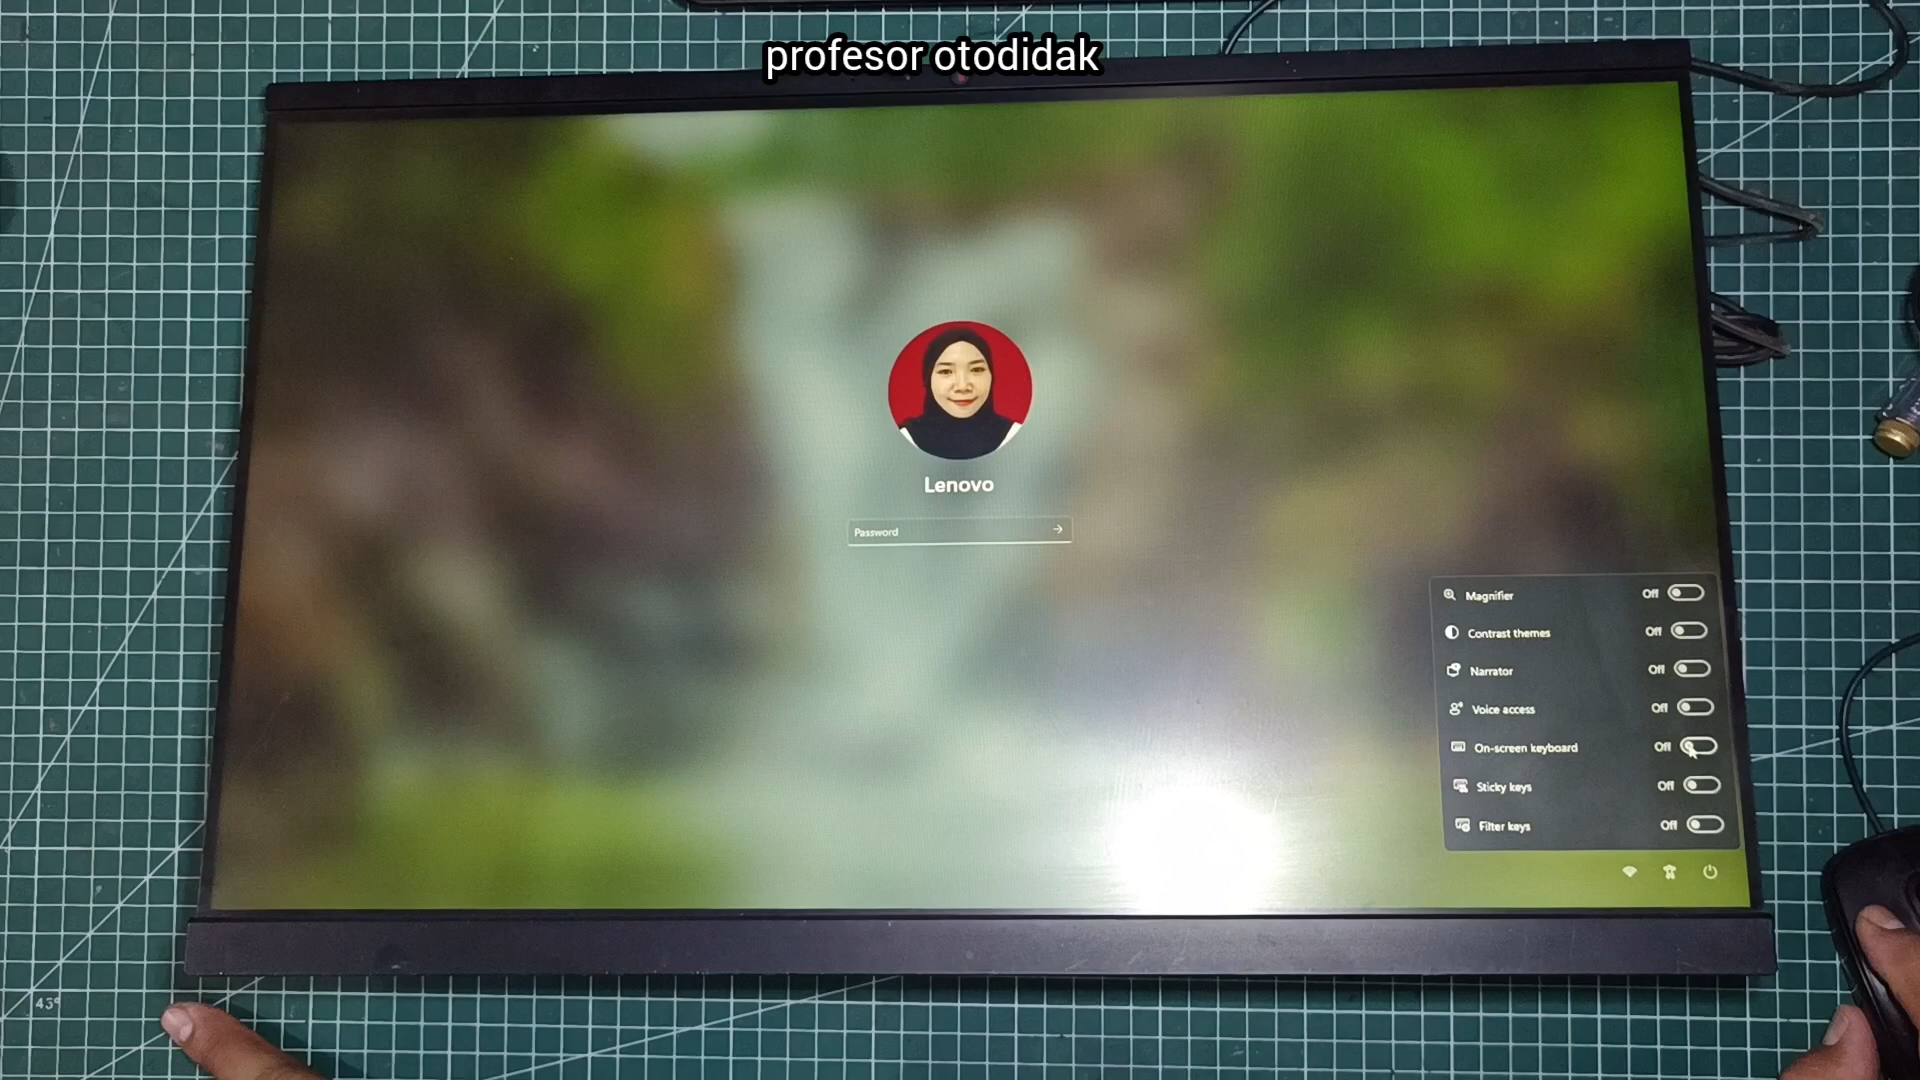 profesor otodidak
Lenovo
Password
Magnifier Off
Contrast themes Off
Narrator Off
Voice access Off
On-screen keyboard Off
Sticky keys Off
Filter keys Off
45°